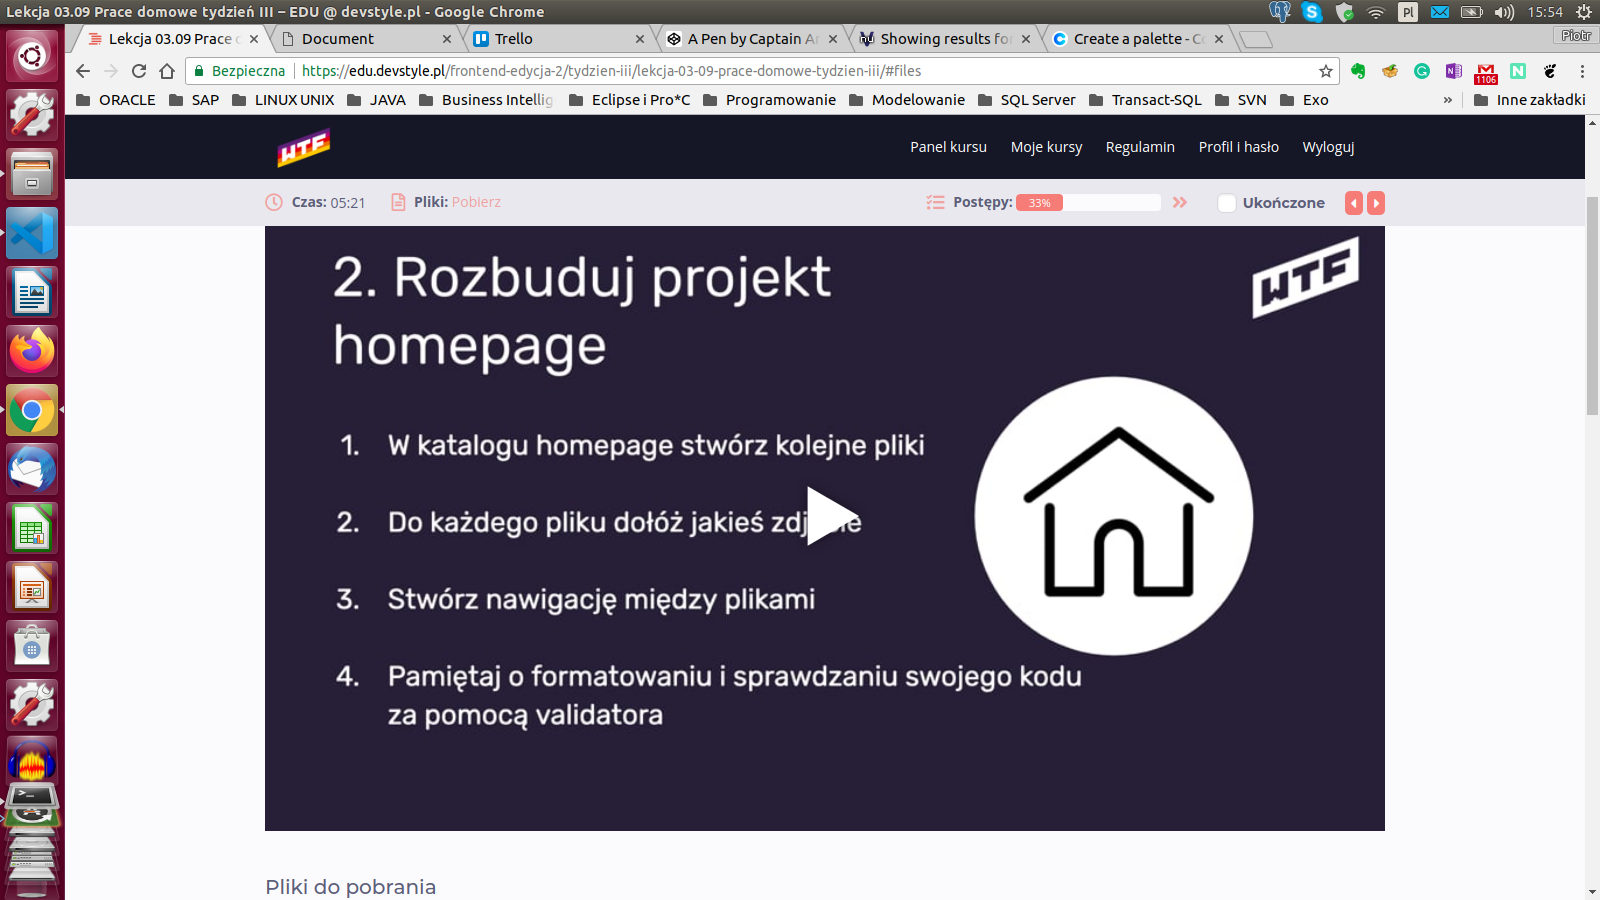 Lekcja 03.09 Prace domowe tydzień III – EDU @ devstyle.pl - Google Chrome
Pl
15:54
Lekcja 03.09 Prace
Document
Trello
A Pen by Captain
Showing results fo
Create a palette -
Piotr
Bezpieczna
https://edu.devstyle.pl/frontend-edycja-2/tydzien-iii/lekcja-03-09-prace-domowe-tydzien-iii/#files
1106
ORACLE
SAP
LINUX UNIX
JAVA
Business Intellig
Eclipse i Pro*C
Programowanie
Modelowanie
SQL Server
Transact-SQL
SVN
Exo
»
Inne zakładki
WTF
Panel kursu
Moje kursy
Regulamin
Profil i hasło
Wyloguj
Czas: 05:21
Pliki: Pobierz
Postępy:
33%
Ukończone
2. Rozbuduj projekt
homepage
WTF
1. W katalogu homepage stwórz kolejne pliki
2. Do każdego pliku dołóż jakieś
3. Stwórz nawigację między plikami
4. Pamiętaj o formatowaniu i sprawdzaniu swojego kodu
za pomocą validatora
Pliki do pobrania